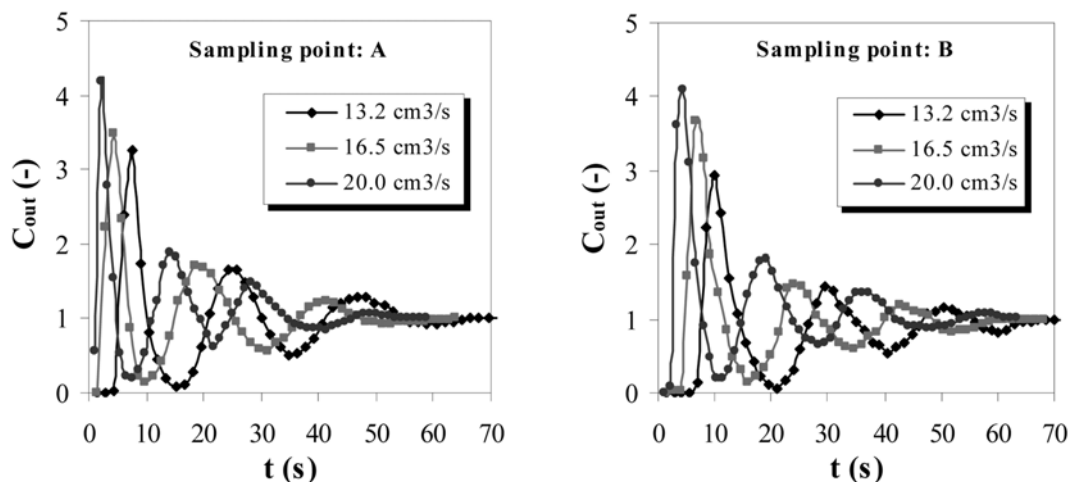 Sampling point: A
13.2 cm3/s
16.5 cm3/s
20.0 cm3/s
Cout (-)
5
4
3
2
1
0
0 10 20 30 40 50 60 70
t (s)
Sampling point: B
13.2 cm3/s
16.5 cm3/s
20.0 cm3/s
Cout (-)
5
4
3
2
1
0
0 10 20 30 40 50 60 70
t (s)